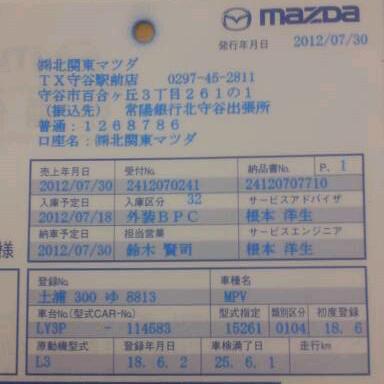 mazda
発行年月日 2012/07/30
㈱北関東マツダ
TX守谷駅前店 0297-45-2811
守谷市百合ヶ丘3丁目261の1
(振込先) 常陽銀行北守谷出張所
普通:1268786
口座名:㈱北関東マツダ
売上年月日 受付No. 納品書No. P. 1
2012/07/30 2412070241 24120707710
入庫予定日 入庫区分 32 サービスアドバイザ
2012/07/18 外装BPC 根本 洋生
納車予定日 担当営業 サービスエンジニア
2012/07/30 鈴木 賢司 根本 洋生
様
登録No. 車種名
土浦 300 ゆ 8813 MPV
車台No.(型式CAR-No) 型式指定 類別区分 初度登録
LY3P - 114583 15261 0104 18. 6
原動機型式 登録年月日 車検満了日 走行km
L3 18. 6. 2 25. 6. 1